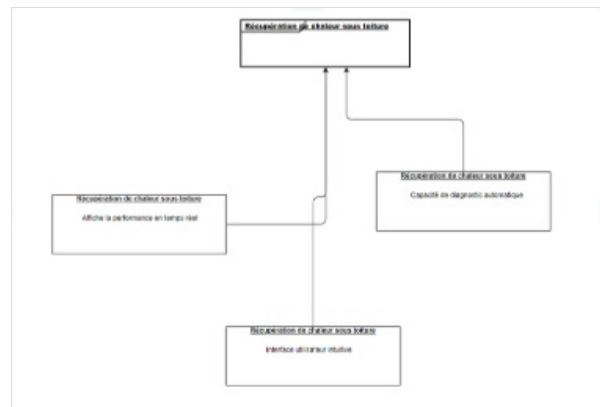 Récupération de chaleur sous toiture
Récupération de chaleur sous toiture
Capacité de diagnostic automatique
Récupération de chaleur sous toiture
Affiche la performance en temps réel
Récupération de chaleur sous toiture
Interface utilisateur intuitive